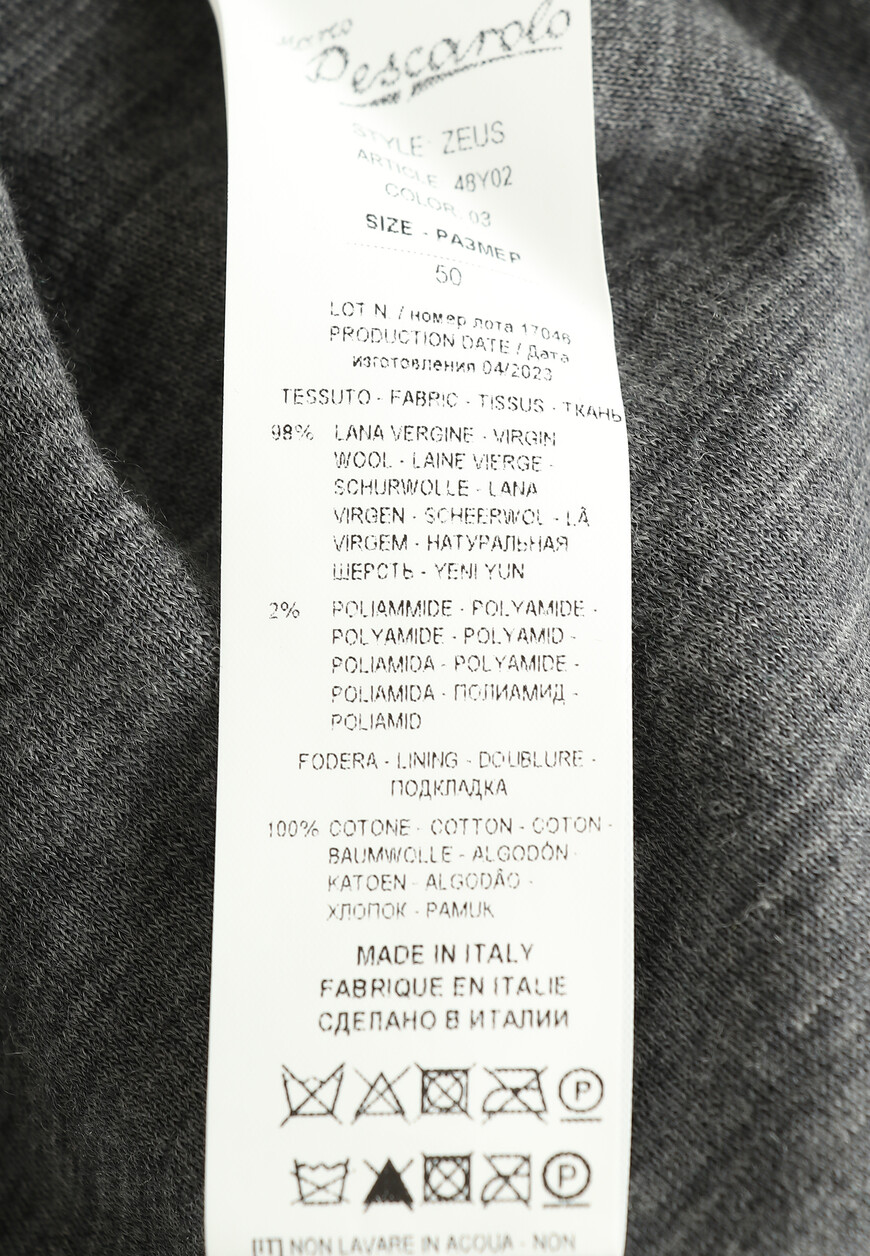 Marco
Pescarolo
STYLE ZEUS
ARTICLE 48Y02
COLOR 03
SIZE - РАЗМЕР
50
LOT N. / номер лота 17046
PRODUCTION DATE / Дата
изготовления 04/2023
TESSUTO - FABRIC - TISSUS - ТКАНЬ
98% LANA VERGINE - VIRGIN
WOOL - LAINE VIERGE -
SCHURWOLLE - LANA
VIRGEN - SCHEERWOL - LÃ
VIRGEM - НАТУРАЛЬНАЯ
ШЕРСТЬ - YENI YUN
2% POLIAMMIDE - POLYAMIDE -
POLYAMIDE - POLYAMID -
POLIAMIDA - POLYAMIDE -
POLIAMIDA - ПОЛИАМИД -
POLIAMID
FODERA - LINING - DOUBLURE -
ПОДКЛАДКА
100% COTONE - COTTON - COTON -
BAUMWOLLE - ALGODÓN -
KATOEN - ALGODÃO -
ХЛОПОК - PAMUK
MADE IN ITALY
FABRIQUE EN ITALIE
СДЕЛАНО В ИТАЛИИ
P
P
[IT] NON LAVARE IN ACQUA - NON